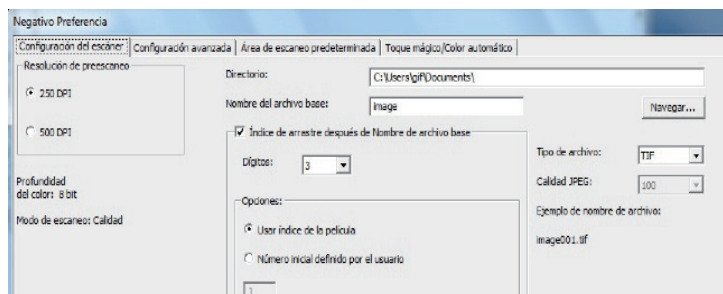 Negativo Preferencia
Configuración del escáner Configuración avanzada Área de escaneo predeterminada Toque mágico/Color automático
Resolución de preescaneo
250 DPI
500 DPI
Profundidad
del color: 8 bit
Modo de escaneo: Calidad
Directorio: C:\Users\gif\Documents\
Nombre del archivo base: image Navegar...
Índice de arrastre después de Nombre de archivo base
Dígitos: 3
Opciones:
Usar índice de la película
Número inicial definido por el usuario
1
Tipo de archivo: TIF
Calidad JPEG: 100
Ejemplo de nombre de archivo:
image001.tif